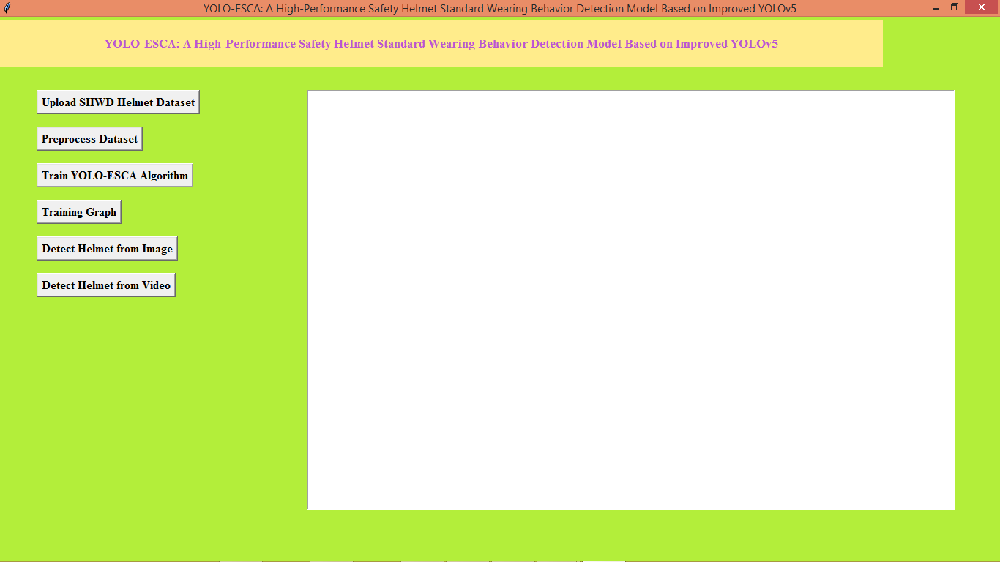 YOLO-ESCA: A High-Performance Safety Helmet Standard Wearing Behavior Detection Model Based on Improved YOLOv5
YOLO-ESCA: A High-Performance Safety Helmet Standard Wearing Behavior Detection Model Based on Improved YOLOv5
Upload SHWD Helmet Dataset
Preprocess Dataset
Train YOLO-ESCA Algorithm
Training Graph
Detect Helmet from Image
Detect Helmet from Video